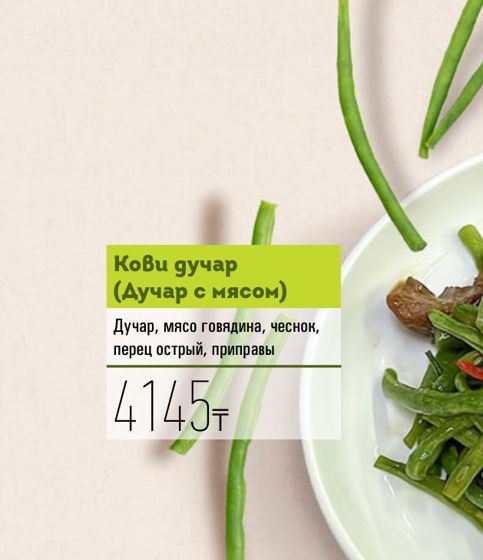 Кови дучар
(Дучар с мясом)
Дучар, мясо говядина, чеснок,
перец острый, приправы
4145₸